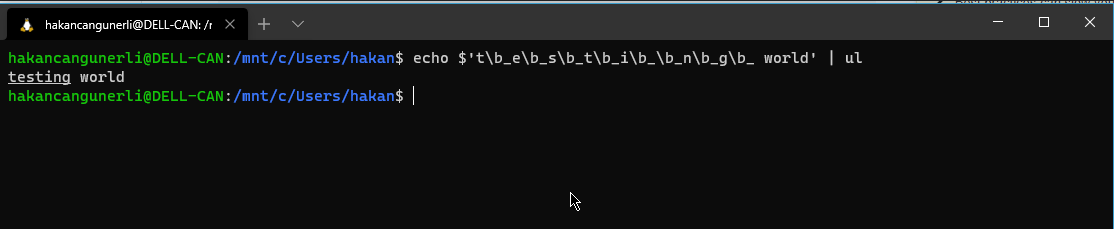 hakancangunerli@DELL-CAN: /r
hakancangunerli@DELL-CAN:/mnt/c/Users/hakan$ echo $'t\b_e\b_s\b_t\b_i\b_\b_n\b_g\b_ world' | ul
testing world
hakancangunerli@DELL-CAN:/mnt/c/Users/hakan$